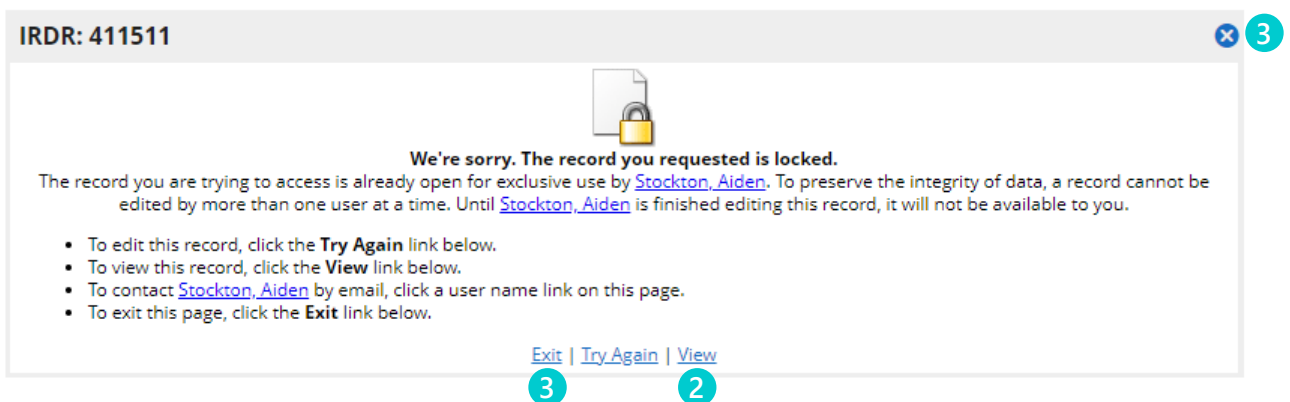 IRDR: 411511
3
We're sorry. The record you requested is locked.
The record you are trying to access is already open for exclusive use by Stockton, Aiden. To preserve the integrity of data, a record cannot be
edited by more than one user at a time. Until Stockton, Aiden is finished editing this record, it will not be available to you.
• To edit this record, click the Try Again link below.
• To view this record, click the View link below.
• To contact Stockton, Aiden by email, click a user name link on this page.
• To exit this page, click the Exit link below.
Exit | Try Again | View
3 2